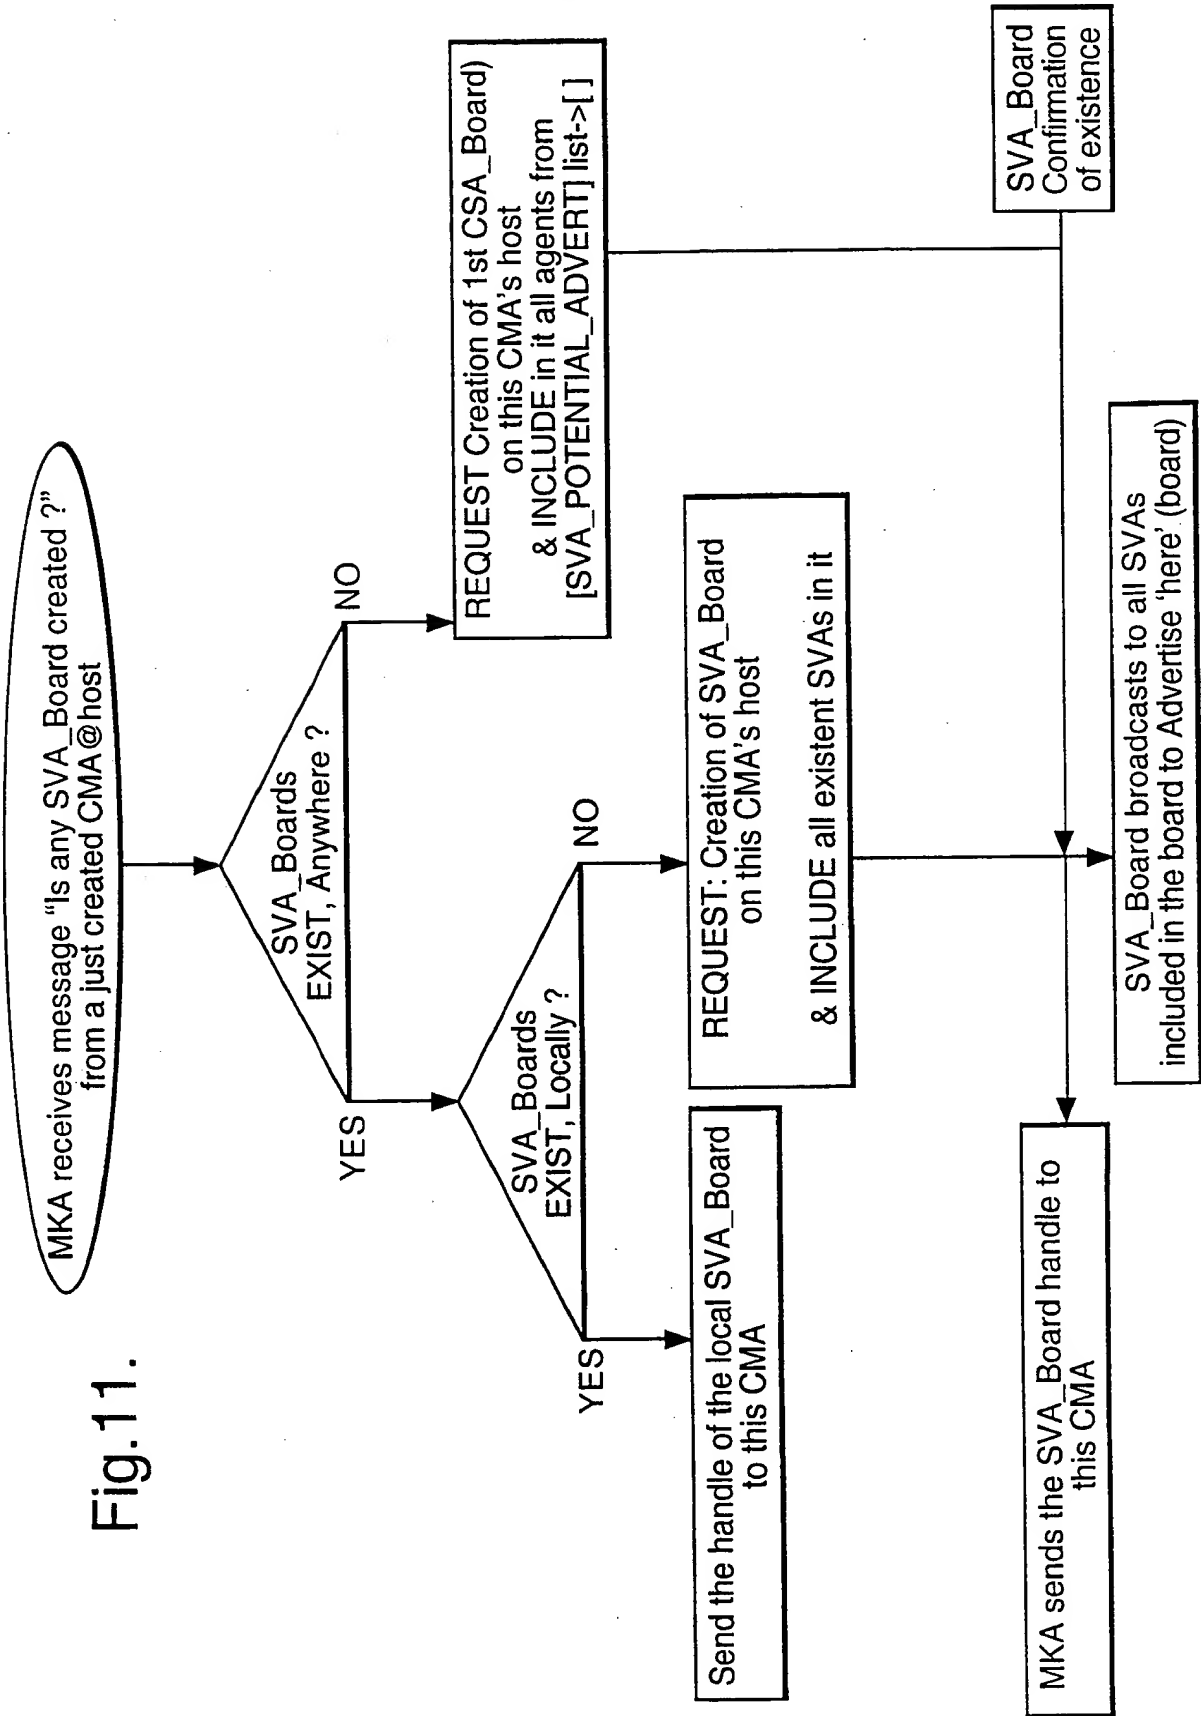 Fig.11.
MKA receives message “Is any SVA_Board created ?”
from a just created CMA@host
SVA_Boards
EXIST, Anywhere ?
YES
NO
SVA_Boards
EXIST, Locally ?
YES
NO
REQUEST Creation of 1st CSA_Board)
on this CMA's host
& INCLUDE in it all agents from
[SVA_POTENTIAL_ADVERT] list->[ ]
Send the handle of the local SVA_Board
to this CMA
REQUEST: Creation of SVA_Board
on this CMA's host
& INCLUDE all existent SVAs in it
SVA_Board
Confirmation
of existence
MKA sends the SVA_Board handle to
this CMA
SVA_Board broadcasts to all SVAs
included in the board to Advertise ‘here’ (board)